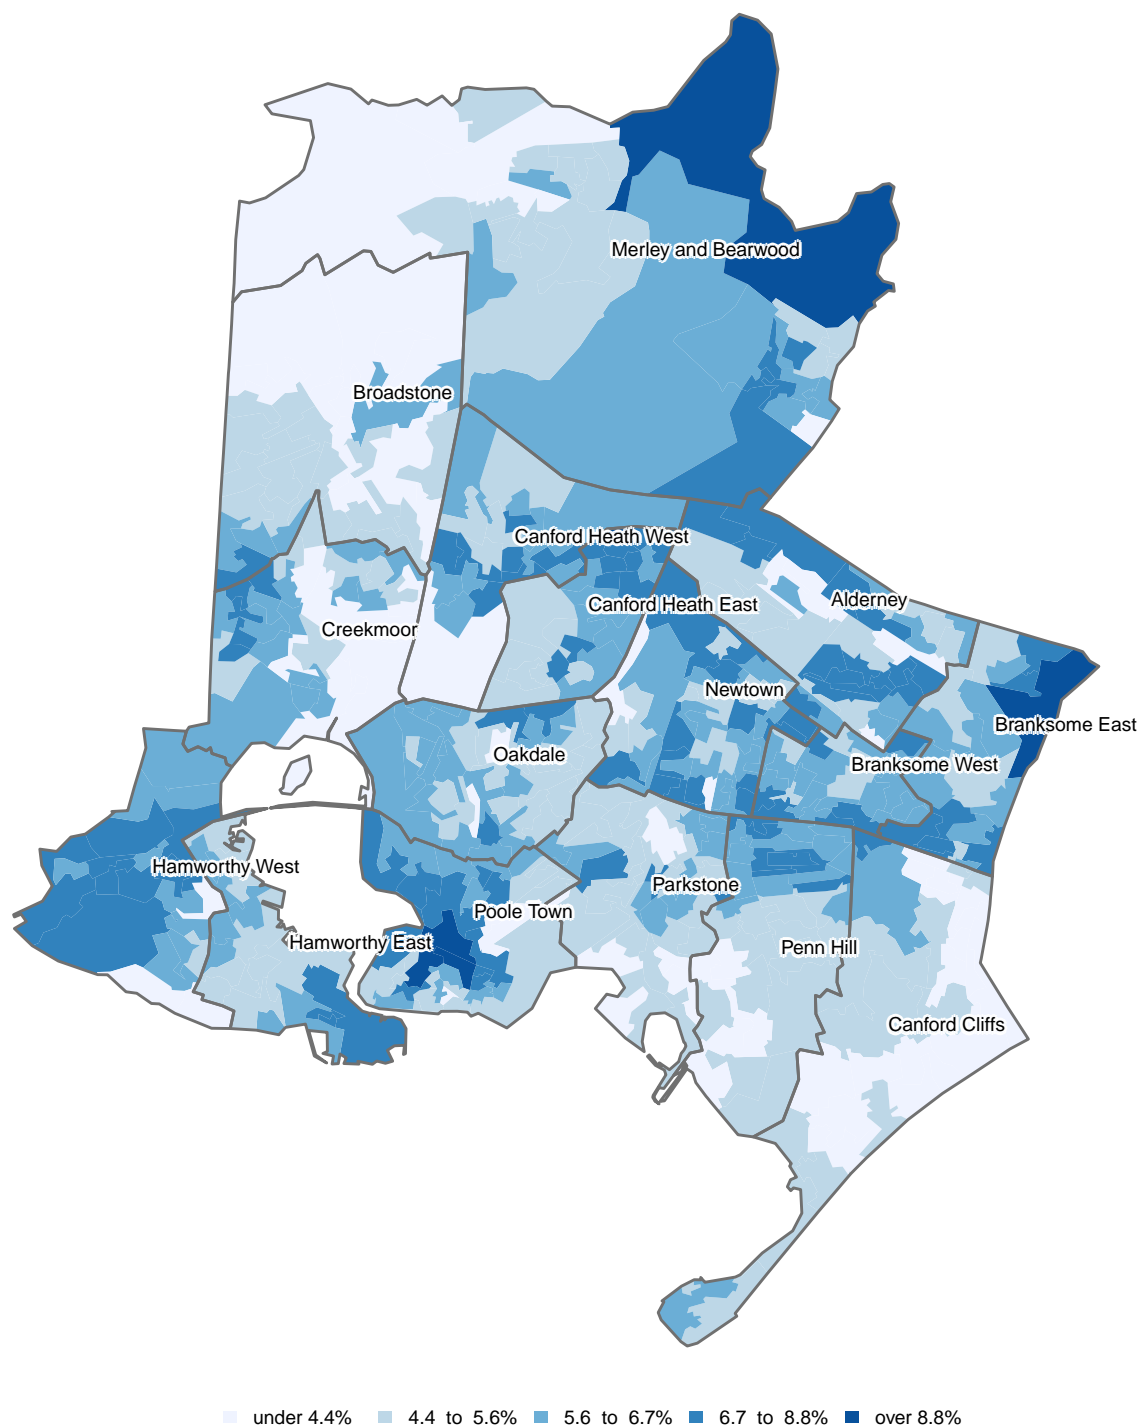 Merley and Bearwood
Broadstone
Canford Heath West
Alderney
Canford Heath East
Creekmoor
Newtown
Branksome East
Oakdale
Branksome West
Hamworthy West
Parkstone
Poole Town
Hamworthy East
Penn Hill
Canford Cliffs
under 4.4% 4.4 to 5.6% 5.6 to 6.7% 6.7 to 8.8% over 8.8%